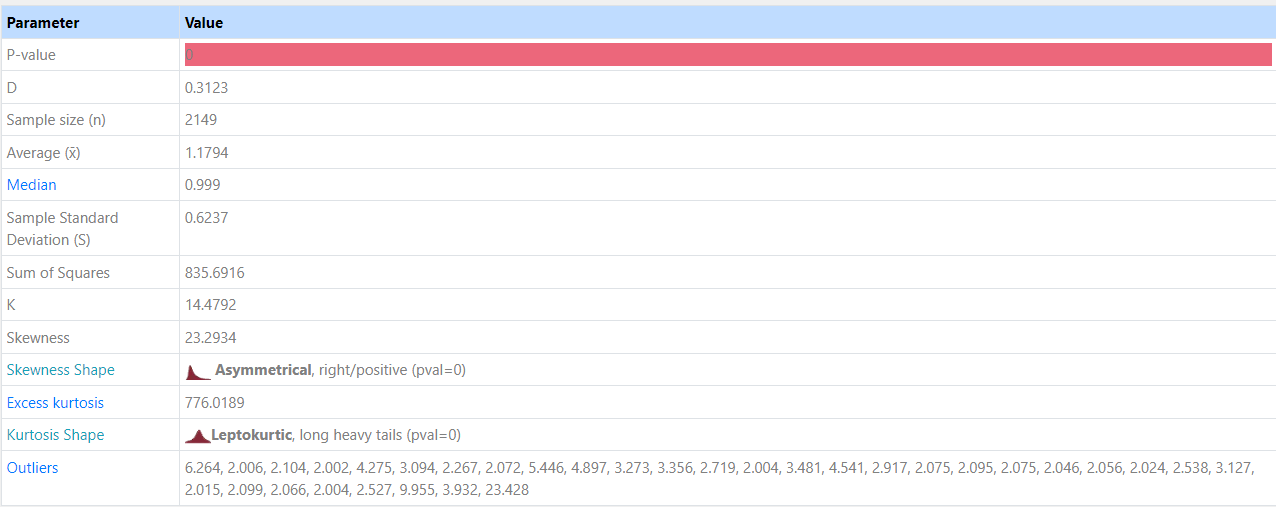 Parameter Value
P-value 0
D 0.3123
Sample size (n) 2149
Average (x̄) 1.1794
Median 0.999
Sample Standard 0.6237
Deviation (S)
Sum of Squares 835.6916
K 14.4792
Skewness 23.2934
Skewness Shape Asymmetrical, right/positive (pval=0)
Excess kurtosis 776.0189
Kurtosis Shape Leptokurtic, long heavy tails (pval=0)
Outliers 6.264, 2.006, 2.104, 2.002, 4.275, 3.094, 2.267, 2.072, 5.446, 4.897, 3.273, 3.356, 2.719, 2.004, 3.481, 4.541, 2.917, 2.075, 2.095, 2.075, 2.046, 2.056, 2.024, 2.538, 3.127,
2.015, 2.099, 2.066, 2.004, 2.527, 9.955, 3.932, 23.428